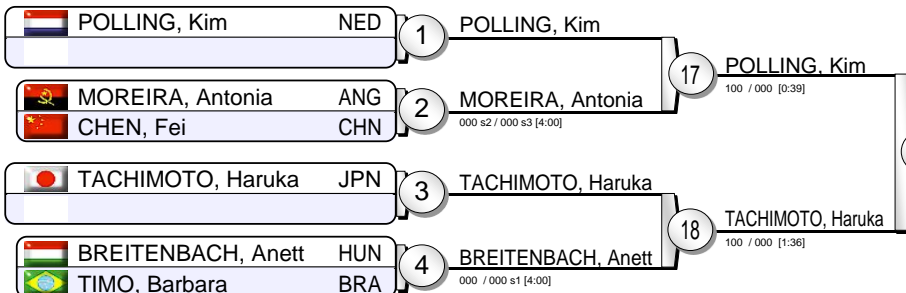 POLLING, Kim NED
1
POLLING, Kim
17
POLLING, Kim
100 / 000 [0:39]
MOREIRA, Antonia ANG
CHEN, Fei CHN
2
MOREIRA, Antonia
000 s2 / 000 s3 [4:00]
TACHIMOTO, Haruka JPN
3
TACHIMOTO, Haruka
18
TACHIMOTO, Haruka
100 / 000 [1:36]
BREITENBACH, Anett HUN
TIMO, Barbara BRA
4
BREITENBACH, Anett
000 / 000 s1 [4:00]